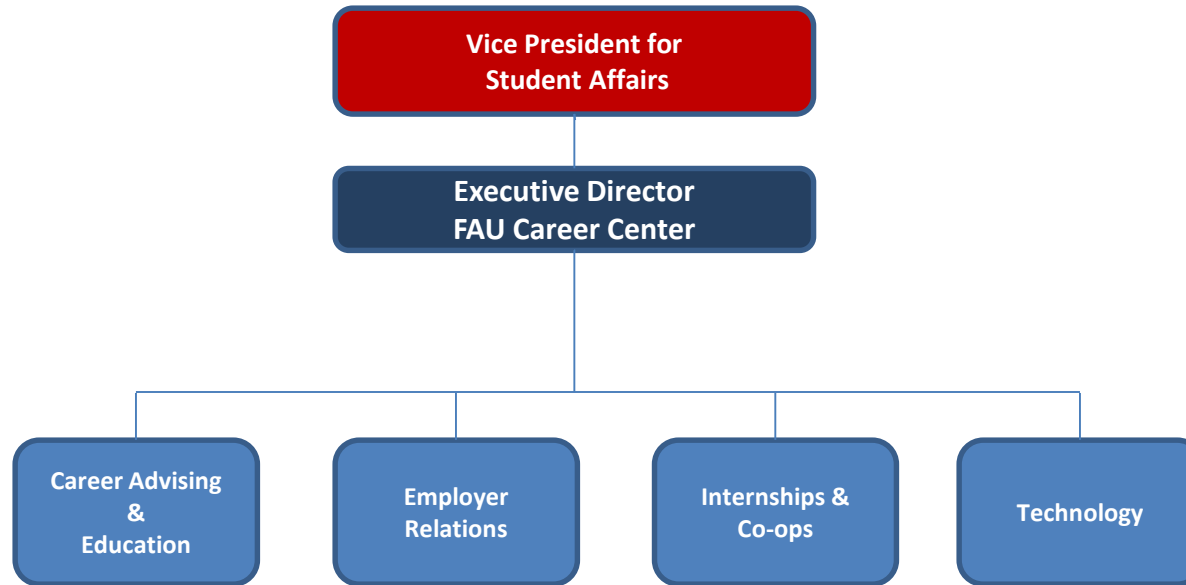 Vice President for
Student Affairs
Executive Director
FAU Career Center
Career Advising
&
Education
Employer
Relations
Internships &
Co-ops
Technology